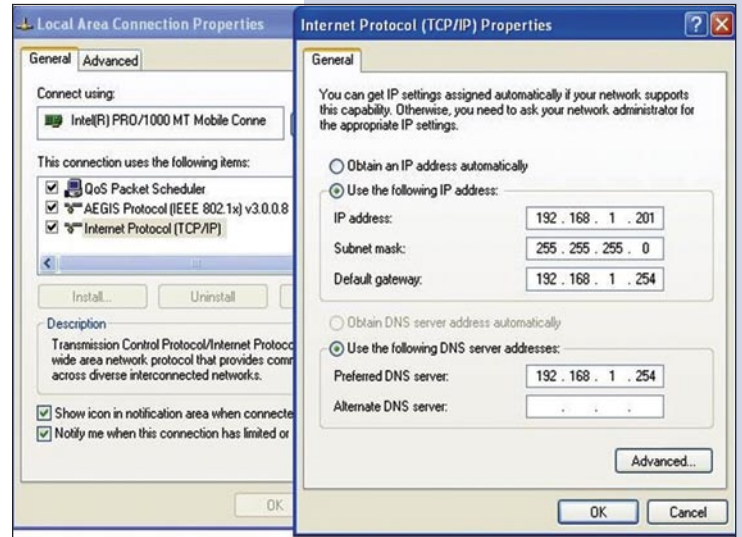 Local Area Connection Properties
General Advanced
Connect using:
Intel(R) PRO/1000 MT Mobile Conne
This connection uses the following items:
QoS Packet Scheduler
AEGIS Protocol (IEEE 802.1x) v3.0.0.8
Internet Protocol (TCP/IP)
Install... Uninstall
Description
Transmission Control Protocol/Internet Protoco
wide area network protocol that provides comm
across diverse interconnected networks.
Show icon in notification area when connecte
Notify me when this connection has limited or
OK
Internet Protocol (TCP/IP) Properties
General
You can get IP settings assigned automatically if your network supports
this capability. Otherwise, you need to ask your network administrator for
the appropriate IP settings.
Obtain an IP address automatically
Use the following IP address:
IP address: 192 . 168 . 1 . 201
Subnet mask: 255 . 255 . 255 . 0
Default gateway: 192 . 168 . 1 . 254
Obtain DNS server address automatically
Use the following DNS server addresses:
Preferred DNS server: 192 . 168 . 1 . 254
Alternate DNS server: . . .
Advanced...
OK Cancel